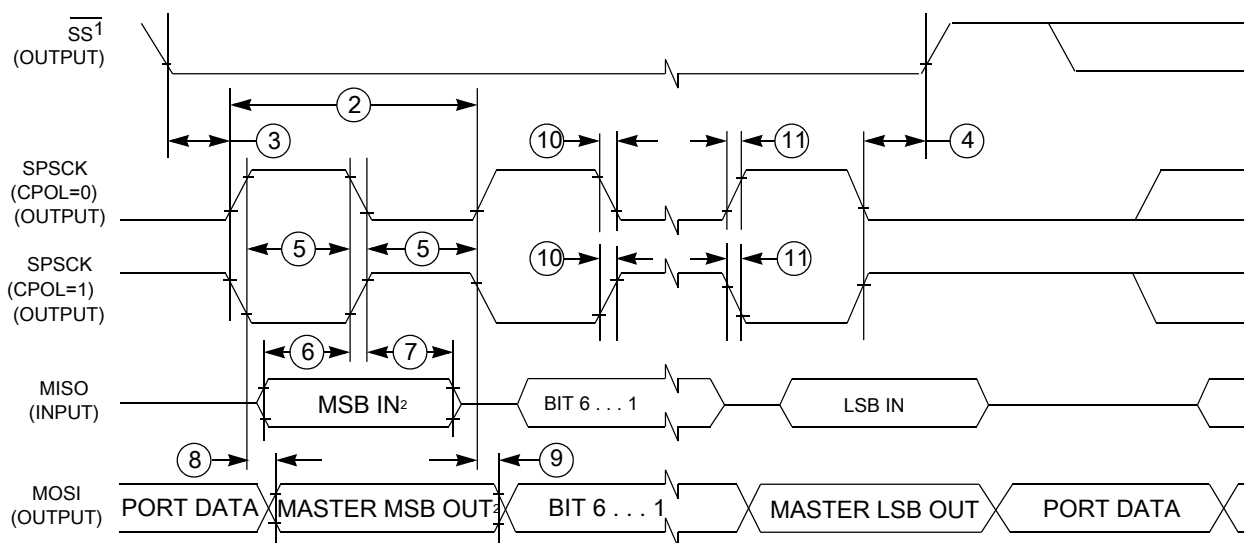 SS1
(OUTPUT)
2
3
10
11
4
SPSCK
(CPOL=0)
(OUTPUT)
5
5
SPSCK
(CPOL=1)
(OUTPUT)
10
11
6
7
MISO
(INPUT)
MSB IN2
BIT 6 . . . 1
LSB IN
8
9
MOSI
(OUTPUT)
PORT DATA
MASTER MSB OUT2
BIT 6 . . . 1
MASTER LSB OUT
PORT DATA